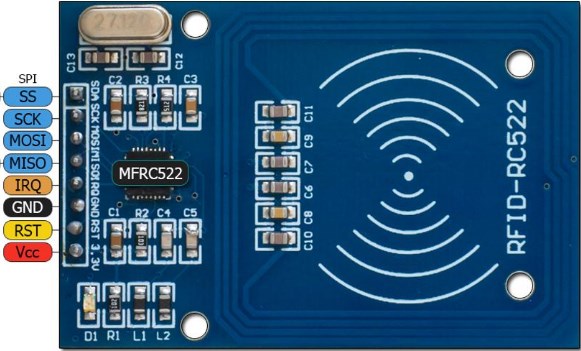 27.120
C13
C12
SPI
SS
SCK
MOSI
MISO
IRQ
GND
RST
Vcc
SDA
SCK
MOSI
MISO
IRQ
GND
RST
3.3V
C2
R3
R4
C3
MFRC522
C1
R2
C4
C5
D1
R1
L1
L2
C11
C9
C7
C6
C8
C10
RFID-RC522